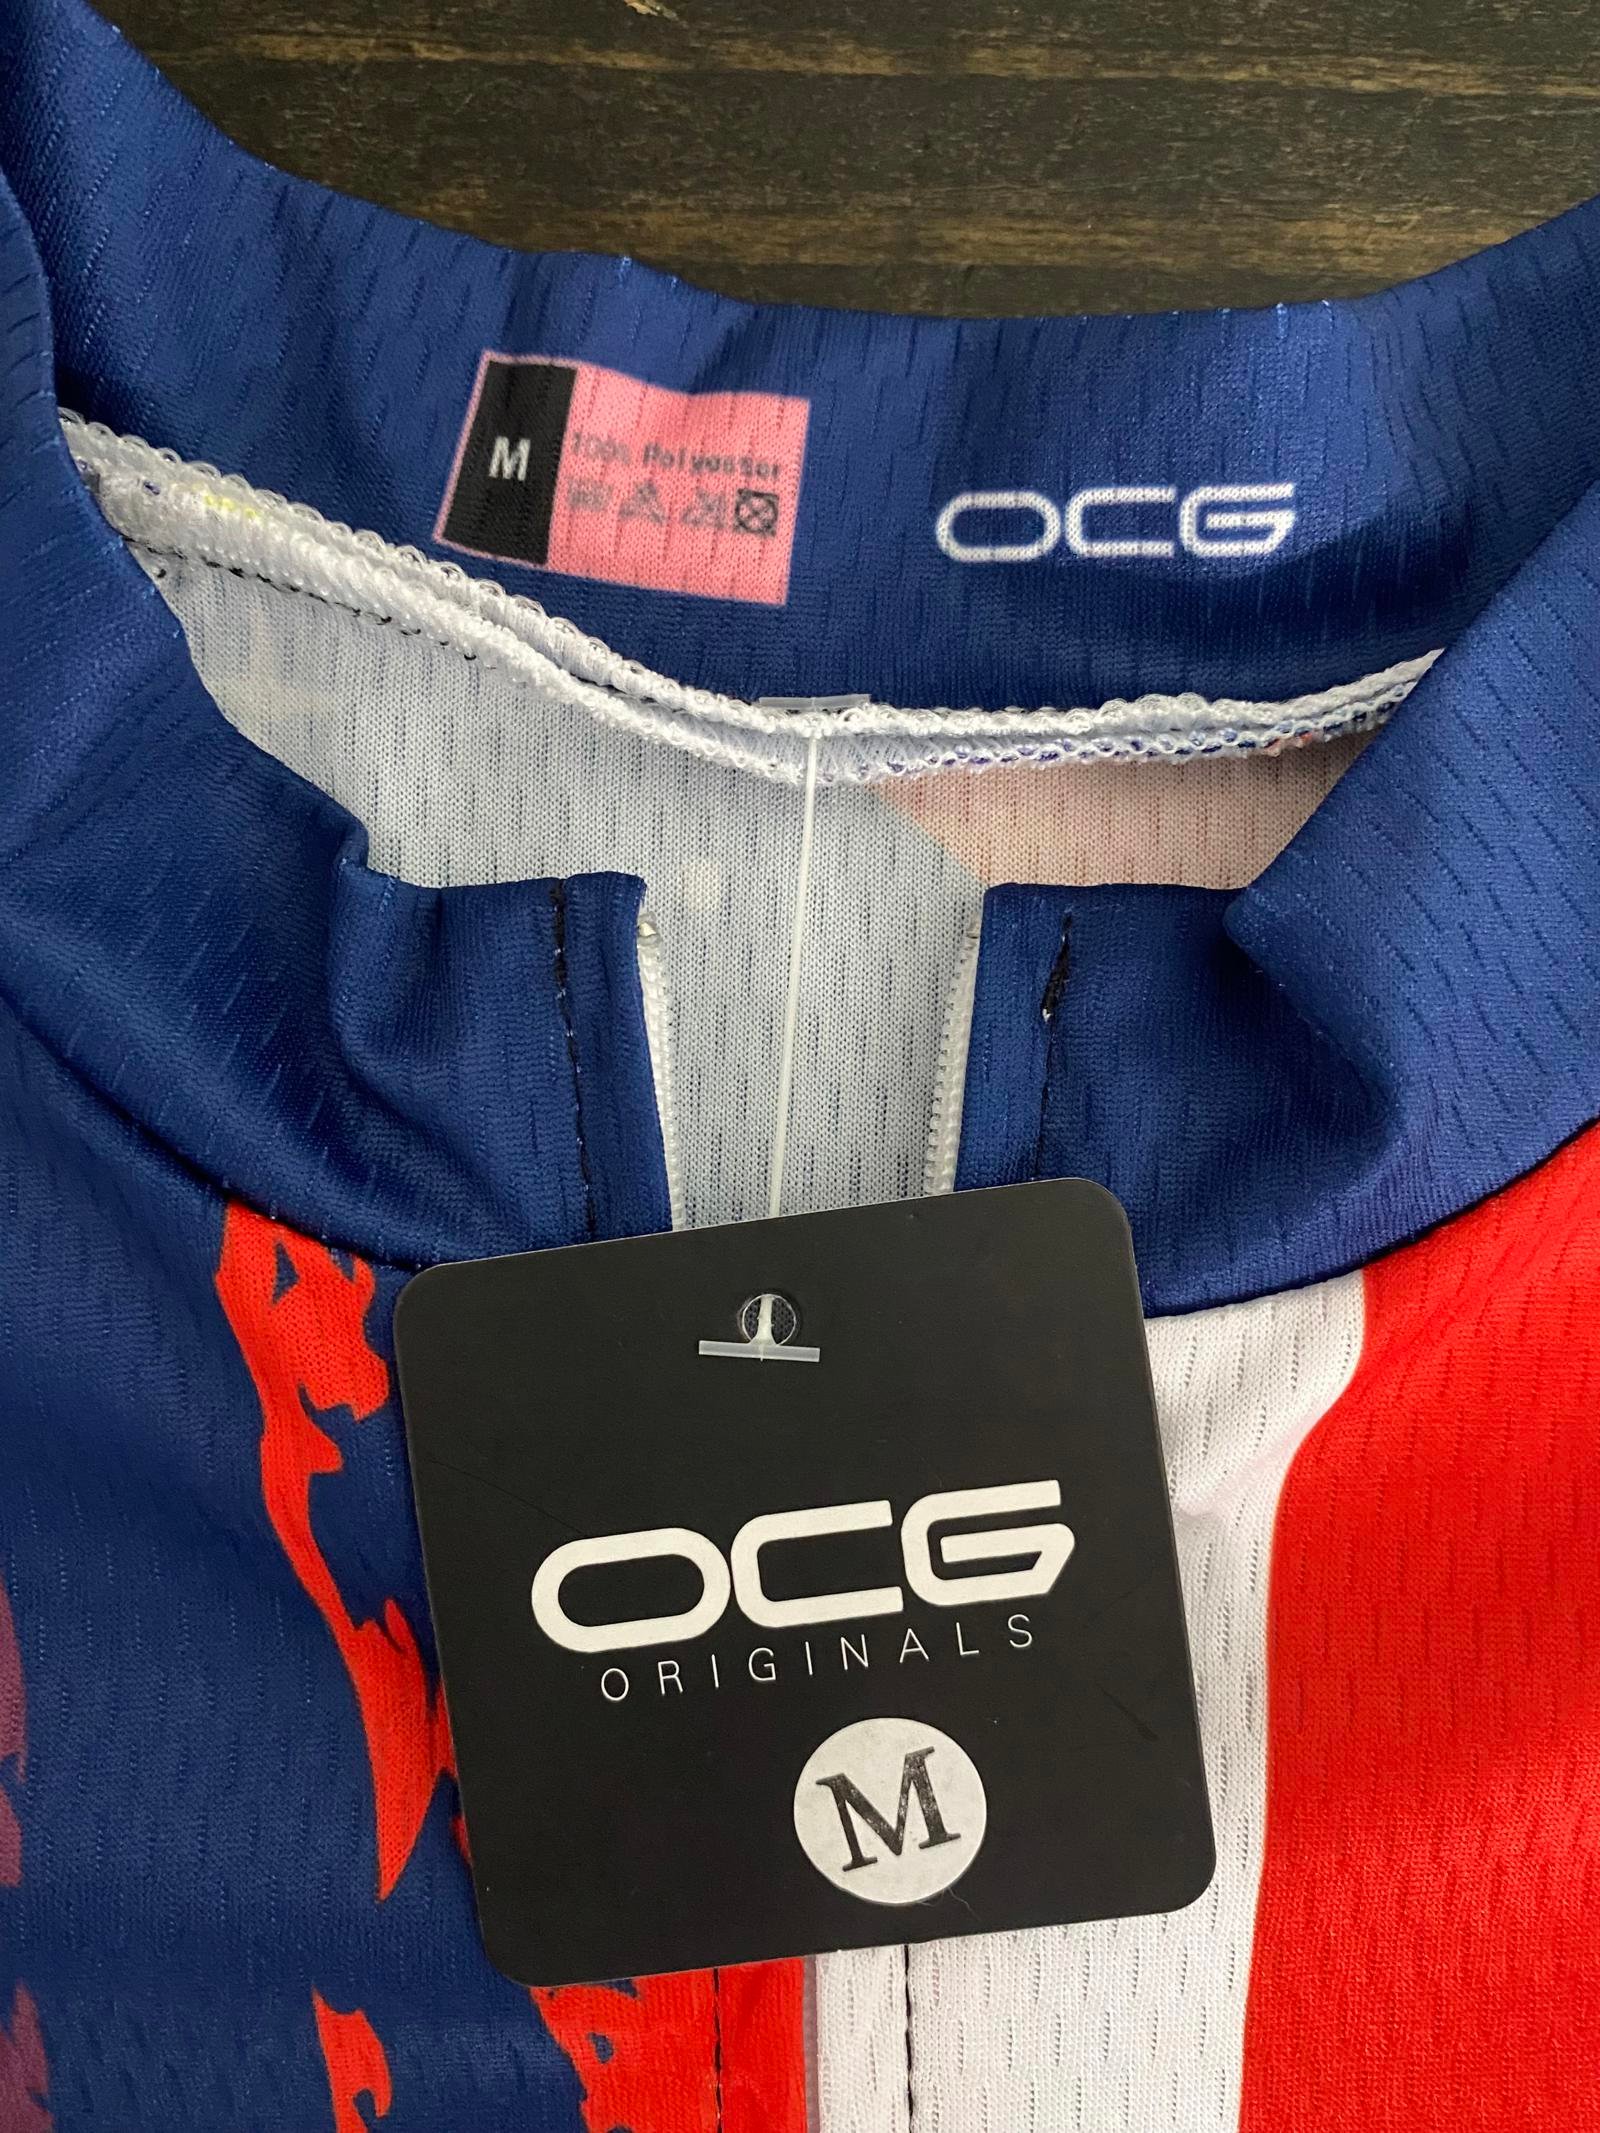 M
100% Polyester
OCG
OCG
ORIGINALS
M